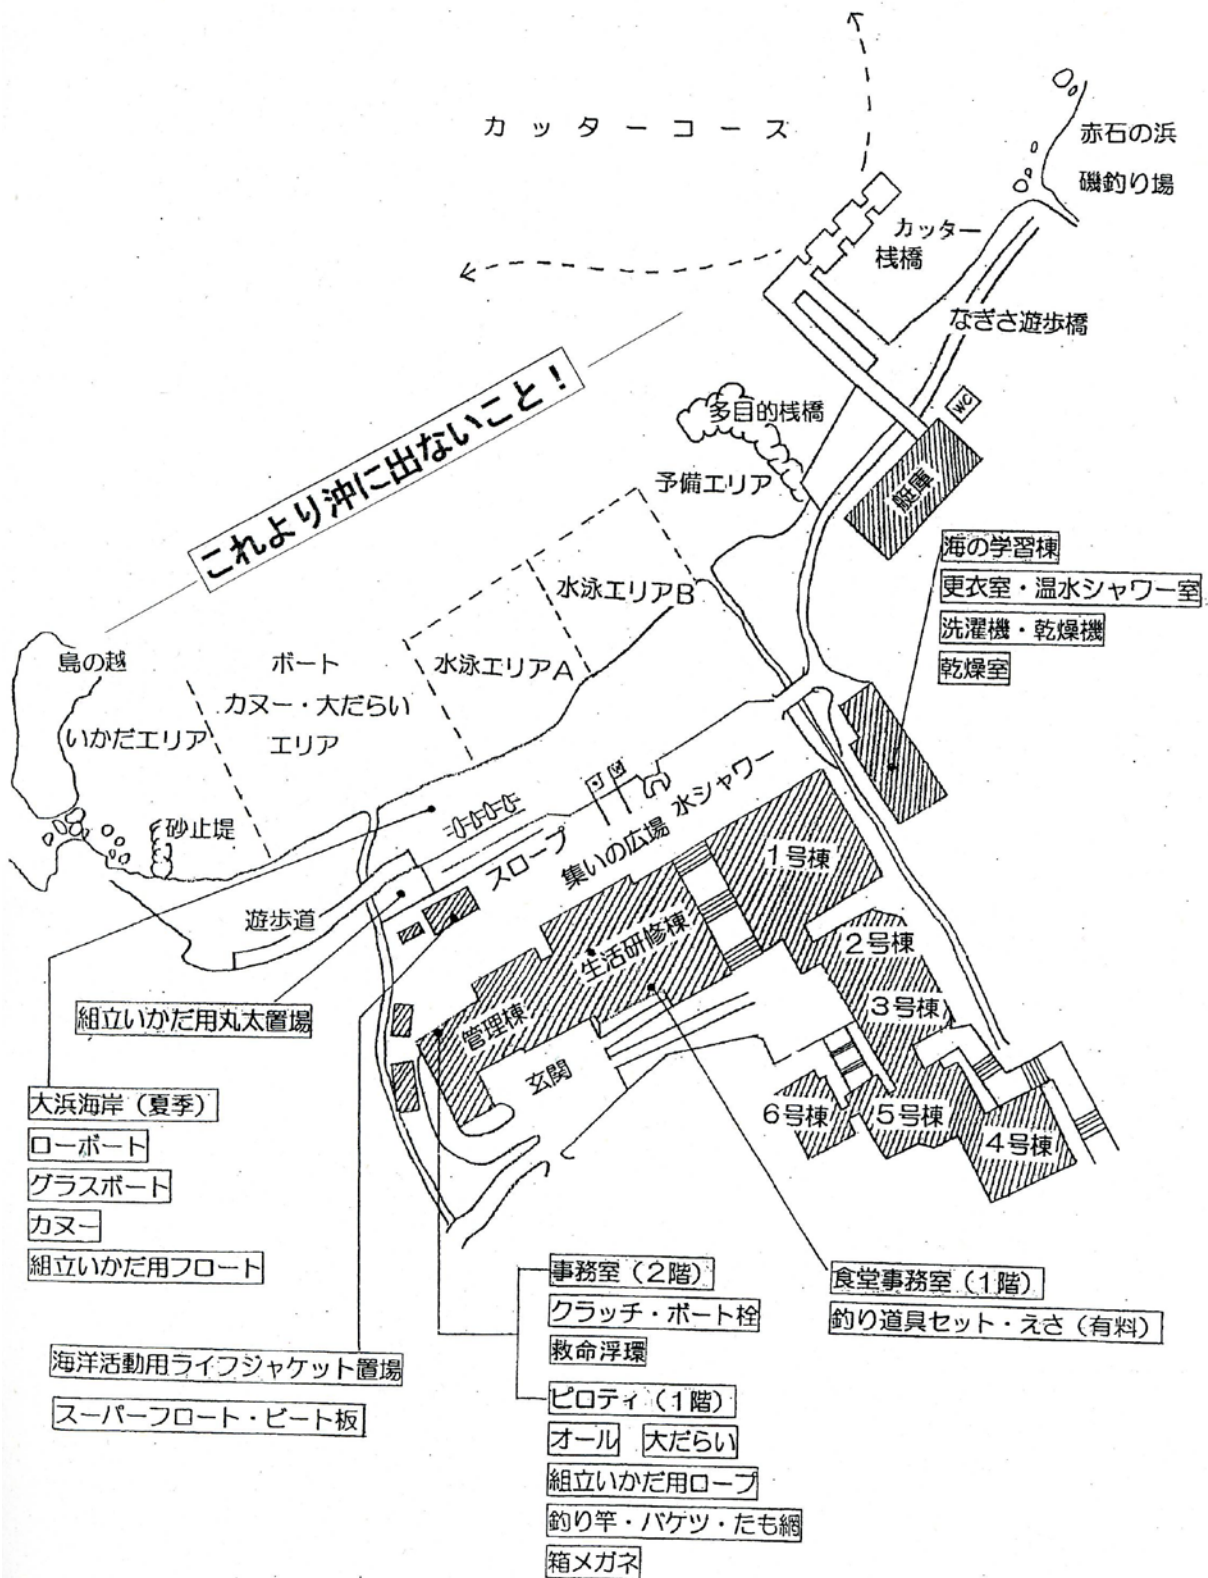 カッターコース
赤石の浜
磯釣り場
カッター
桟橋
なぎさ遊歩橋
WC
これより沖に出ないこと！
多目的桟橋
予備エリア
艇庫
海の学習棟
更衣室・温水シャワー室
洗濯機・乾燥機
乾燥室
水泳エリアB
水泳エリアA
島の越
ボート
カヌー・大だらい
エリア
いかだエリア
砂止堤
遊歩道
スロープ
集いの広場
水シャワー
1号棟
2号棟
3号棟
生活研修棟
管理棟
玄関
6号棟
5号棟
4号棟
組立いかだ用丸太置場
大浜海岸（夏季）
ローボート
グラスボート
カヌー
組立いかだ用フロート
海洋活動用ライフジャケット置場
スーパーフロート・ビート板
事務室（2階）
クラッチ・ボート栓
救命浮環
ピロティ（1階）
オール 大だらい
組立いかだ用ロープ
釣り竿・バケツ・たも網
箱メガネ
食堂事務室（1階）
釣り道具セット・えさ（有料）